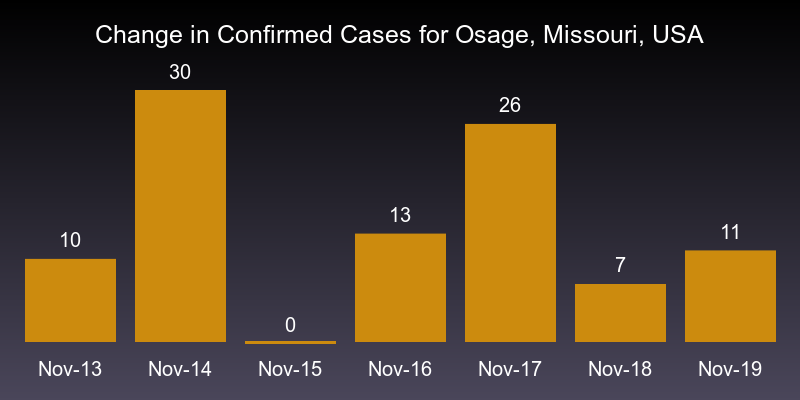 Change in Confirmed Cases for Osage, Missouri, USA
10
30
0
13
26
7
11
Nov-13
Nov-14
Nov-15
Nov-16
Nov-17
Nov-18
Nov-19